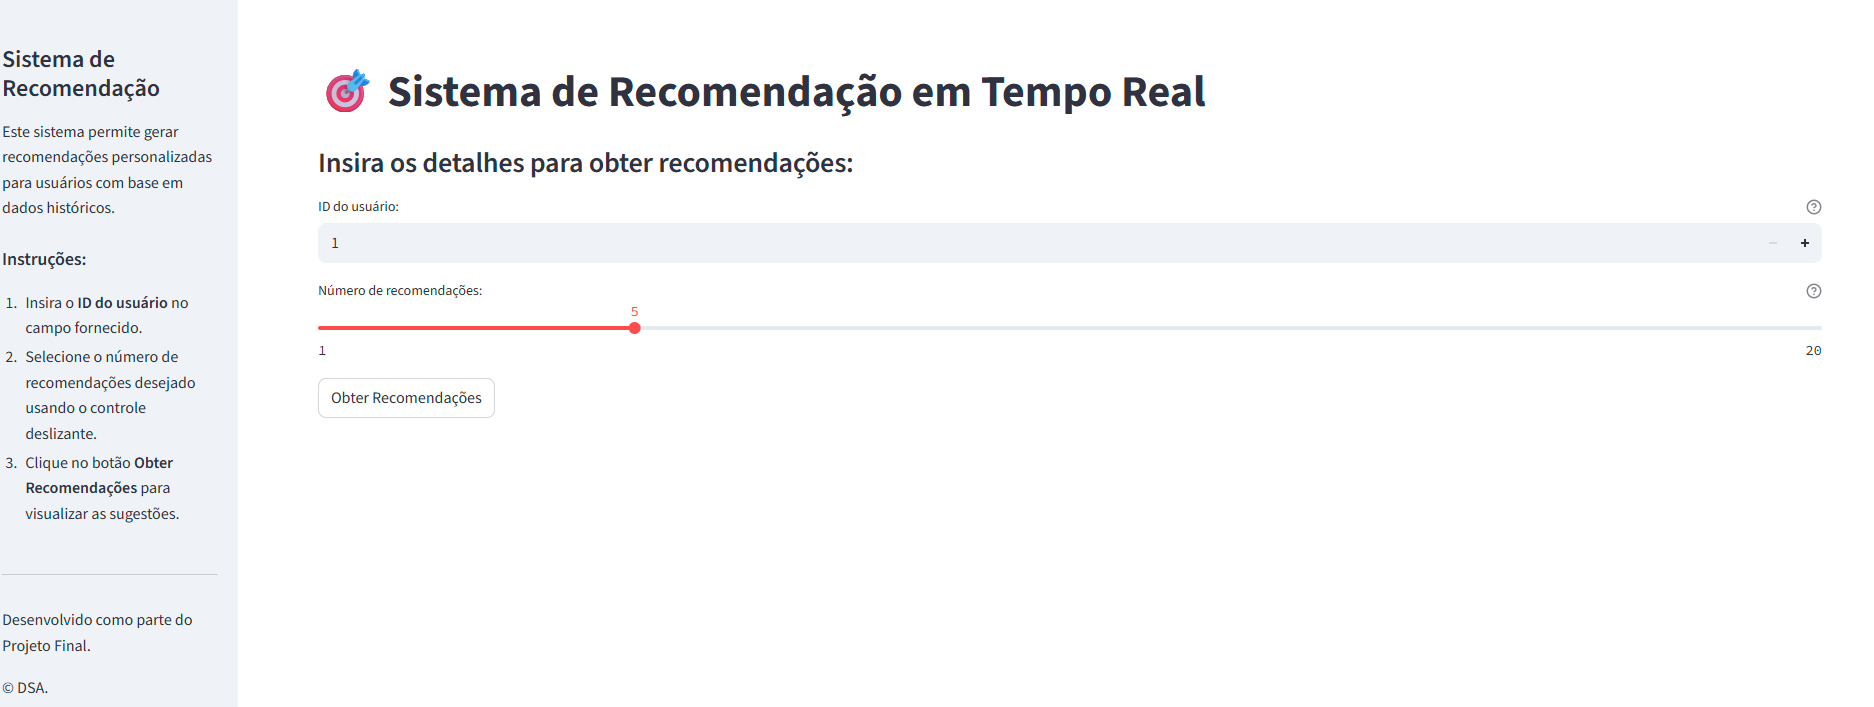 Sistema de
Recomendação
Este sistema permite gerar
recomendações personalizadas
para usuários com base em
dados históricos.
Instruções:
1. Insira o ID do usuário no
campo fornecido.
2. Selecione o número de
recomendações desejado
usando o controle
deslizante.
3. Clique no botão Obter
Recomendações para
visualizar as sugestões.
Desenvolvido como parte do
Projeto Final.
© DSA.
Sistema de Recomendação em Tempo Real
Insira os detalhes para obter recomendações:
ID do usuário:
1
Número de recomendações:
5
1 20
Obter Recomendações